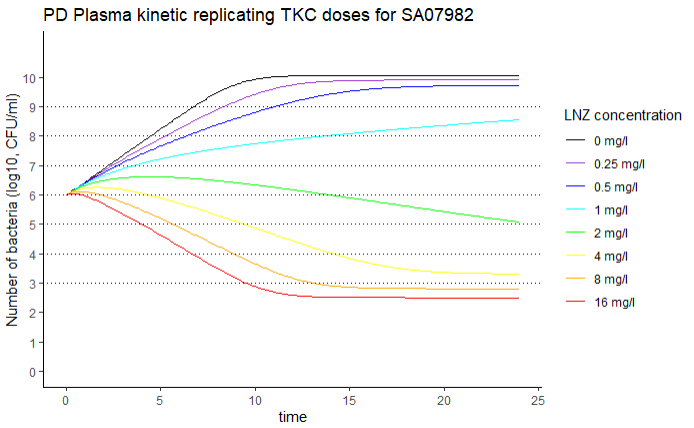 PD Plasma kinetic replicating TKC doses for SA07982
Number of bacteria (log10, CFU/ml)
10
9
8
7
6
5
4
3
2
1
0
0
5
10
15
20
25
time
LNZ concentration
0 mg/l
0.25 mg/l
0.5 mg/l
1 mg/l
2 mg/l
4 mg/l
8 mg/l
16 mg/l